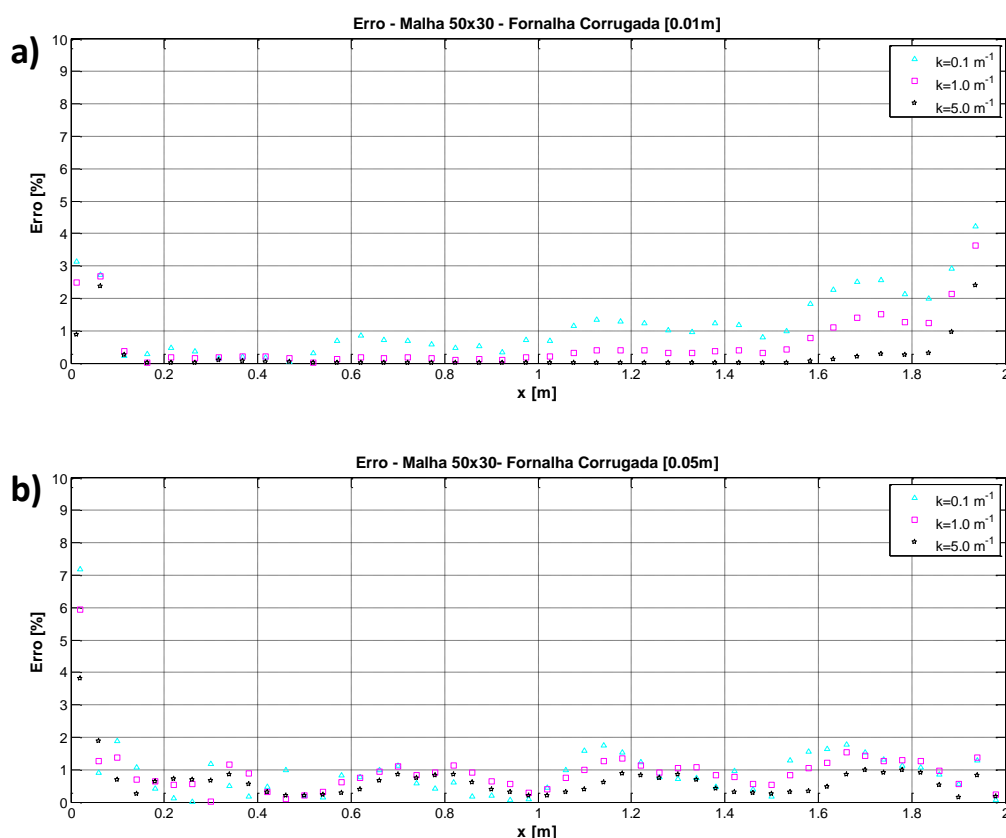 Erro - Malha 50x30 - Fornalha Corrugada [0.01m]
a)
10
9
8
7
6
5
4
3
2
1
0
Erro [%]
k=0.1 m⁻¹
k=1.0 m⁻¹
k=5.0 m⁻¹
0 0.2 0.4 0.6 0.8 1 1.2 1.4 1.6 1.8 2
x [m]
Erro - Malha 50x30- Fornalha Corrugada [0.05m]
b)
10
9
8
7
6
5
4
3
2
1
0
Erro [%]
k=0.1 m⁻¹
k=1.0 m⁻¹
k=5.0 m⁻¹
0 0.2 0.4 0.6 0.8 1 1.2 1.4 1.6 1.8 2
x [m]